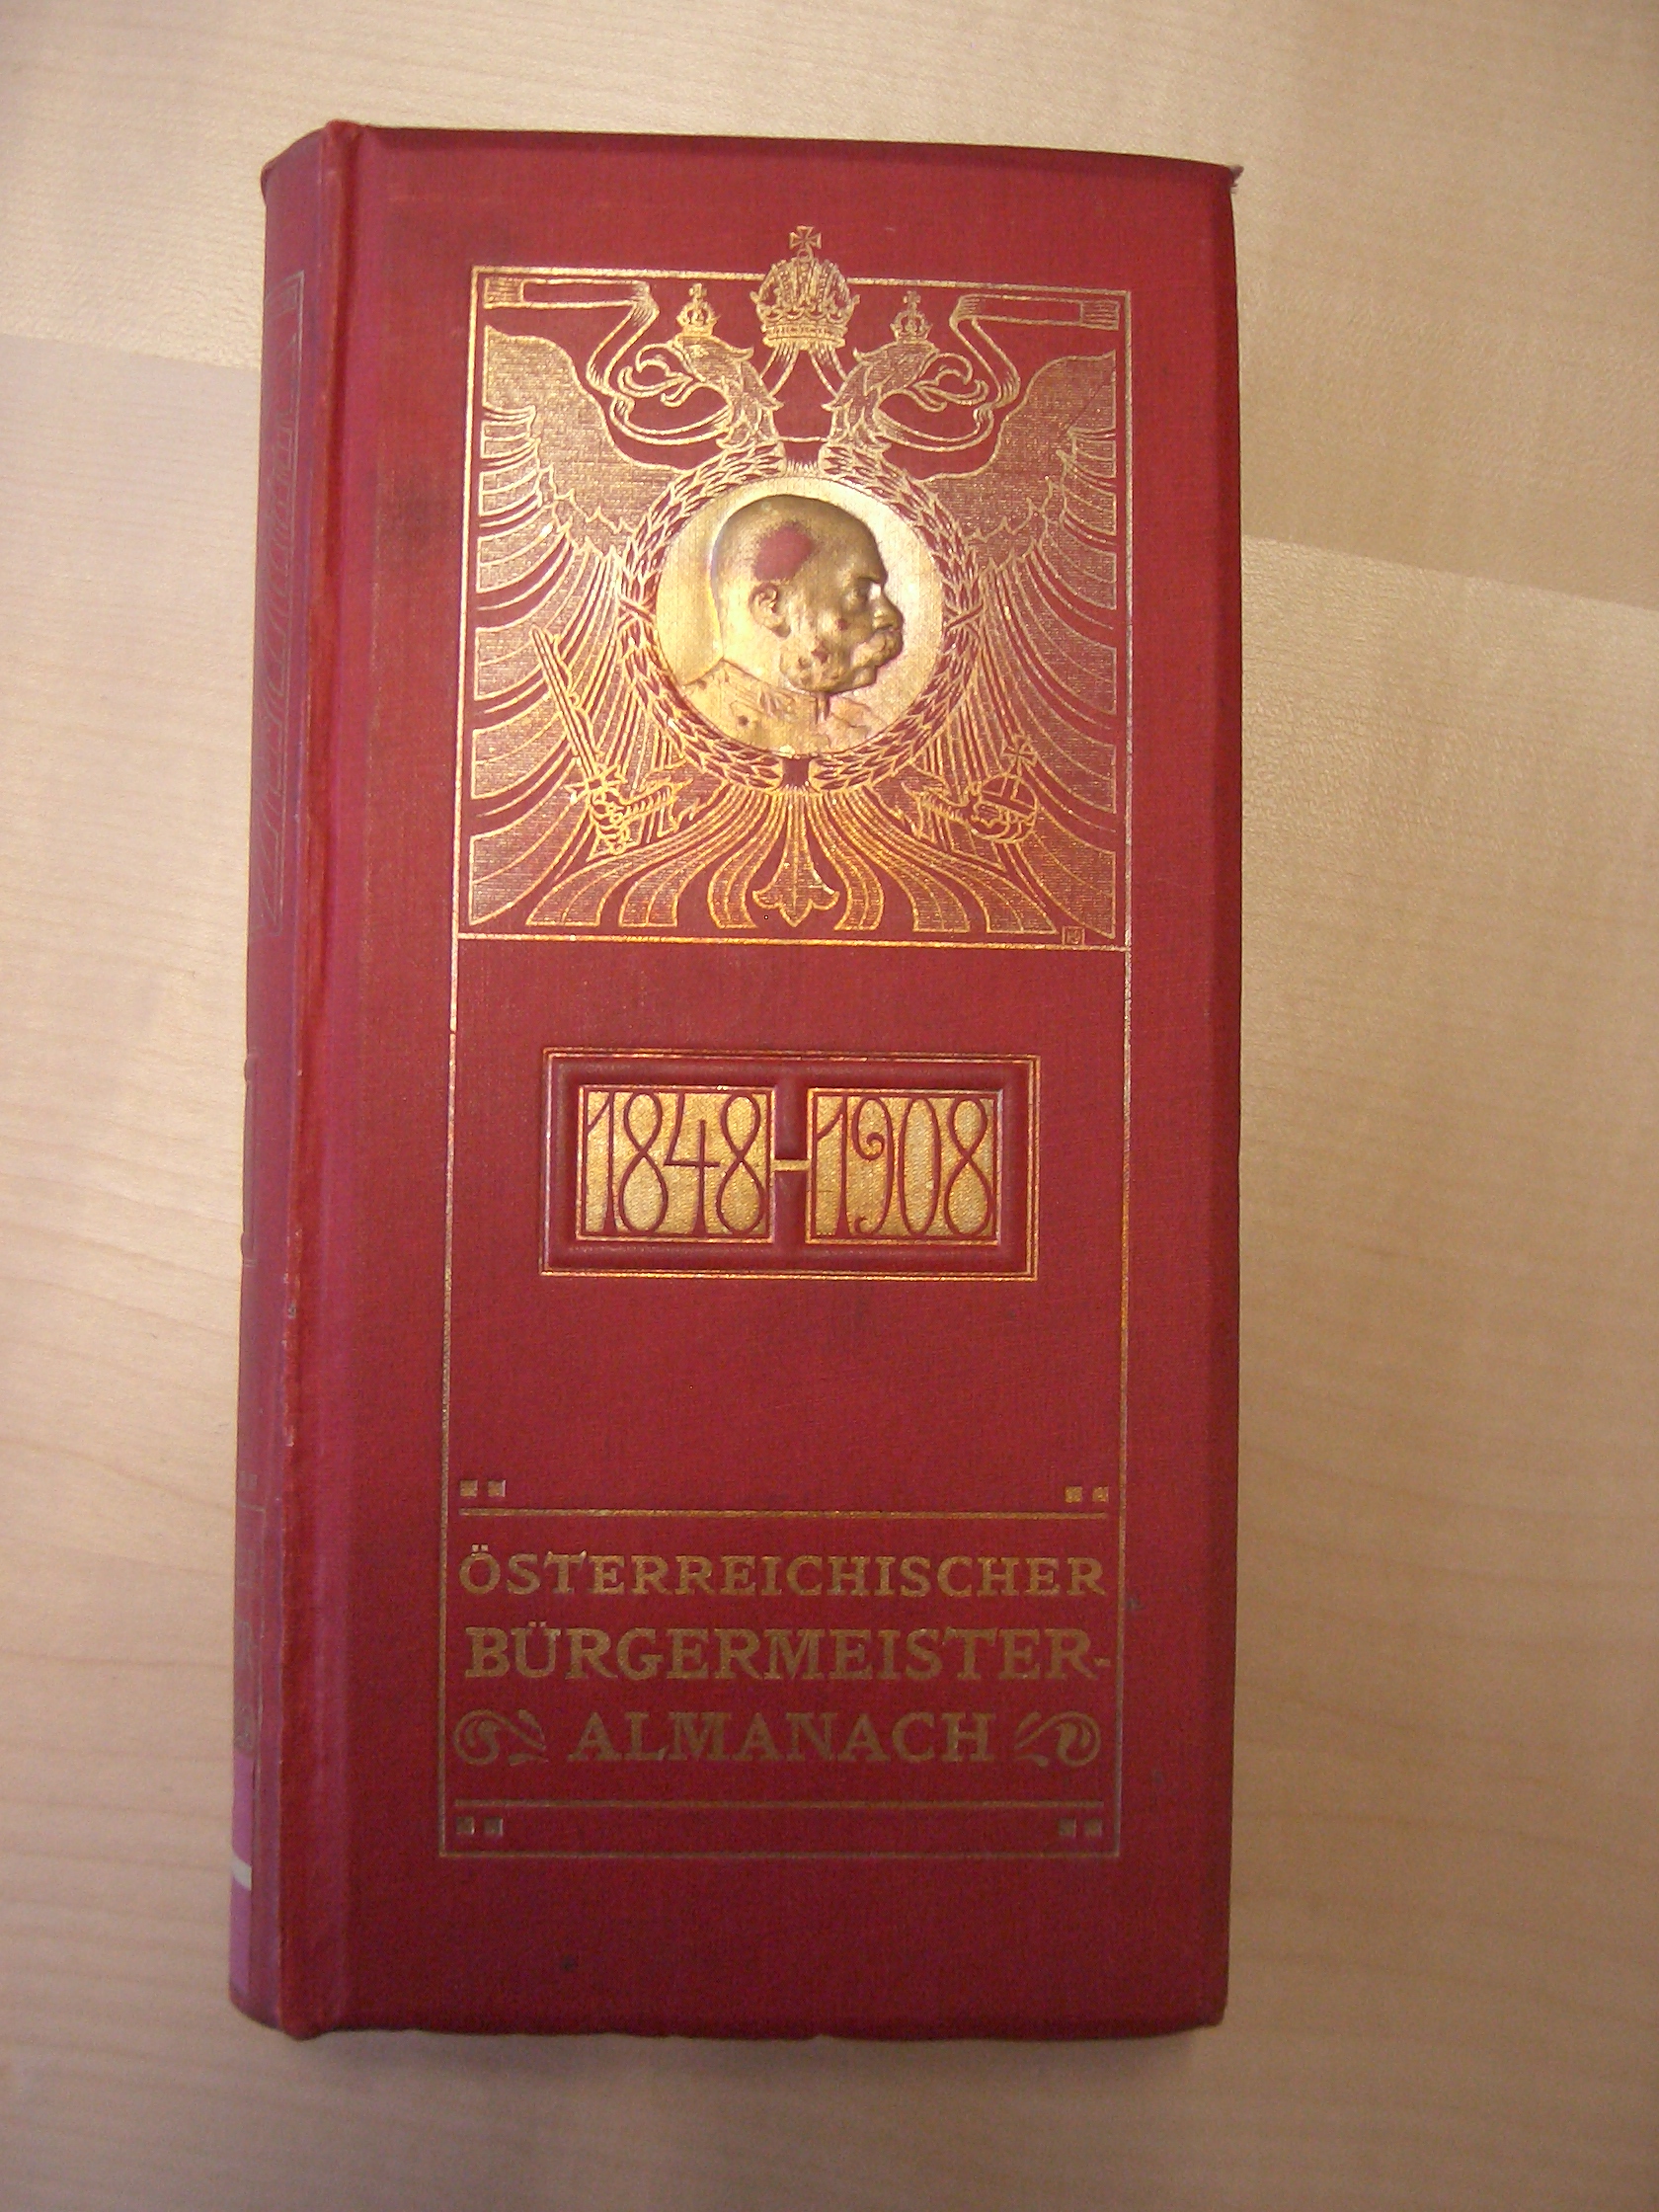 1848-1908
ÖSTERREICHISCHER
BÜRGERMEISTER-
ALMANACH